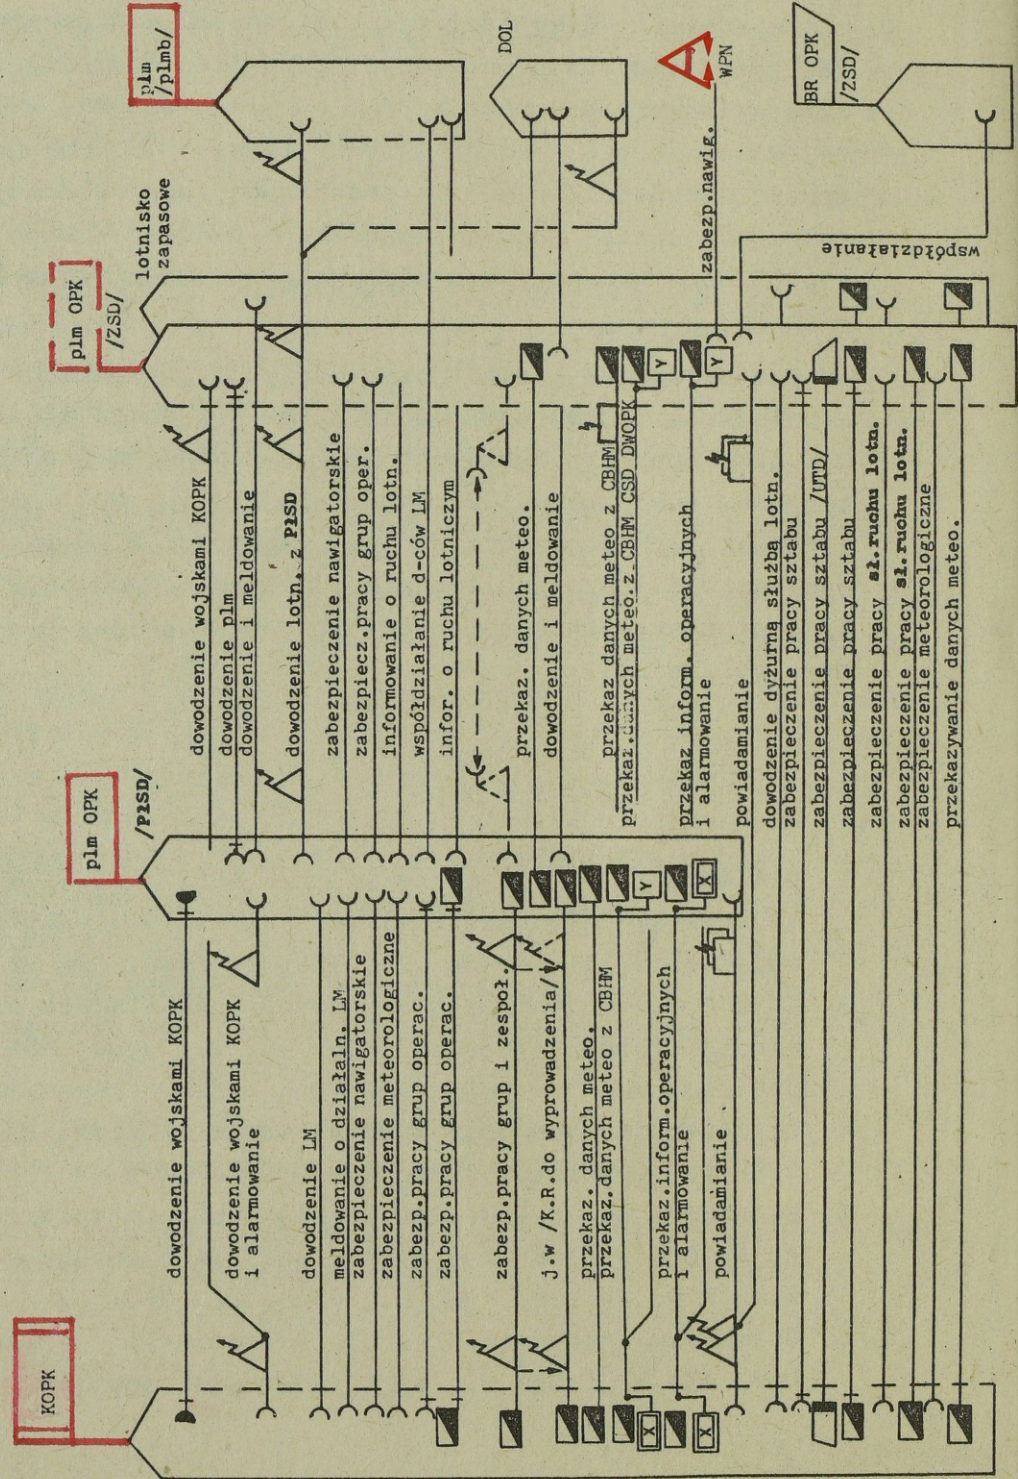 KOPK
plm OPK
/PłSD/
plm OPK
/ZSD/
lotnisko
zapasowe
plm
/plmb/
DOL
WPN
BR OPK
/ZSD/
dowodzenie wojskami KOPK
dowodzenie wojskami KOPK
i alarmowanie
dowodzenie LM
meldowanie o działaln. LM
zabezpieczenie nawigatorskie
zabezpieczenie meteorologiczne
zabezp.pracy grup operac.
zabezp.pracy grup operac.
zabezp.pracy grup i zespoł.
j.w /K.R.do wyprowadzenia/
przekaz. danych meteo.
przekaz.danych meteo z CBHM
przekaz.inform.operacyjnych
i alarmowanie
powiadamianie
X
X
Y
X
dowodzenie wojskami KOPK
dowodzenie plm
dowodzenie i meldowanie
dowodzenie lotn. z PłSD
zabezpieczenie nawigatorskie
zabezpiecz.pracy grup oper.
informowanie o ruchu lotn.
współdziałanie d-ców LM
infor. o ruchu lotniczym
przekaz. danych meteo.
dowodzenie i meldowanie
przekaz danych meteo z CBHM
przekaz.danych meteo.z.CBHM CSD DWOPK
przekaz inform. operacyjnych
i alarmowanie
powiadamianie
dowodzenie dyżurną służbą lotn.
zabezpieczenie pracy sztabu
zabezpieczenie pracy sztabu /UTD/
zabezpieczenie pracy sztabu
zabezpieczenie pracy sł.ruchu lotn.
zabezpieczenie pracy sł.ruchu lotn.
zabezpieczenie meteorologiczne
przekazywanie danych meteo.
Y
Y
zabezp.nawig.
współdziałanie